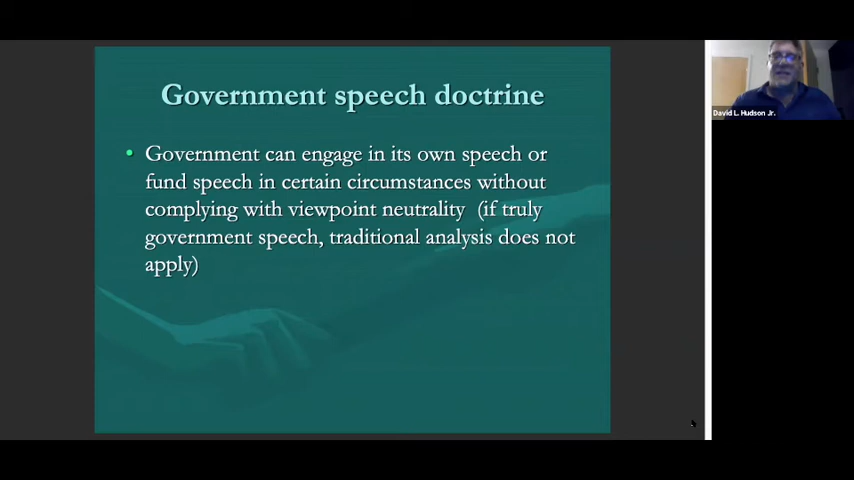 Government speech doctrine
• Government can engage in its own speech or
fund speech in certain circumstances without
complying with viewpoint neutrality (if truly
government speech, traditional analysis does not
apply)
David L. Hudson Jr.